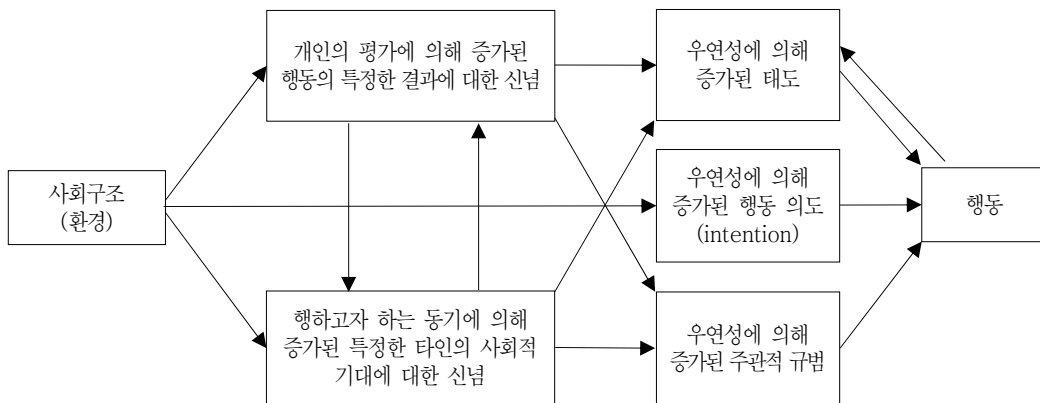 개인의 평가에 의해 증가된
행동의 특정한 결과에 대한 신념
우연성에 의해
증가된 태도
사회구조
(환경)
우연성에 의해
증가된 행동 의도
(intention)
행동
행하고자 하는 동기에 의해
증가된 특정한 타인의 사회적
기대에 대한 신념
우연성에 의해
증가된 주관적 규범